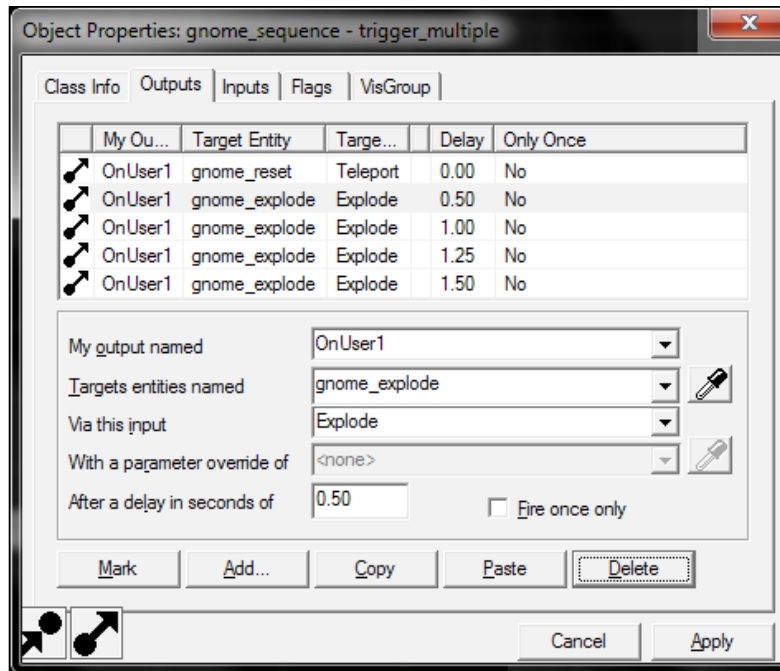 Object Properties: gnome_sequence - trigger_multiple
Class Info Outputs Inputs Flags VisGroup
My Ou... Target Entity Targe... Delay Only Once
OnUser1 gnome_reset Teleport 0.00 No
OnUser1 gnome_explode Explode 0.50 No
OnUser1 gnome_explode Explode 1.00 No
OnUser1 gnome_explode Explode 1.25 No
OnUser1 gnome_explode Explode 1.50 No
My output named OnUser1
Targets entities named gnome_explode
Via this input Explode
With a parameter override of <none>
After a delay in seconds of 0.50 Fire once only
Mark Add... Copy Paste Delete
Cancel Apply